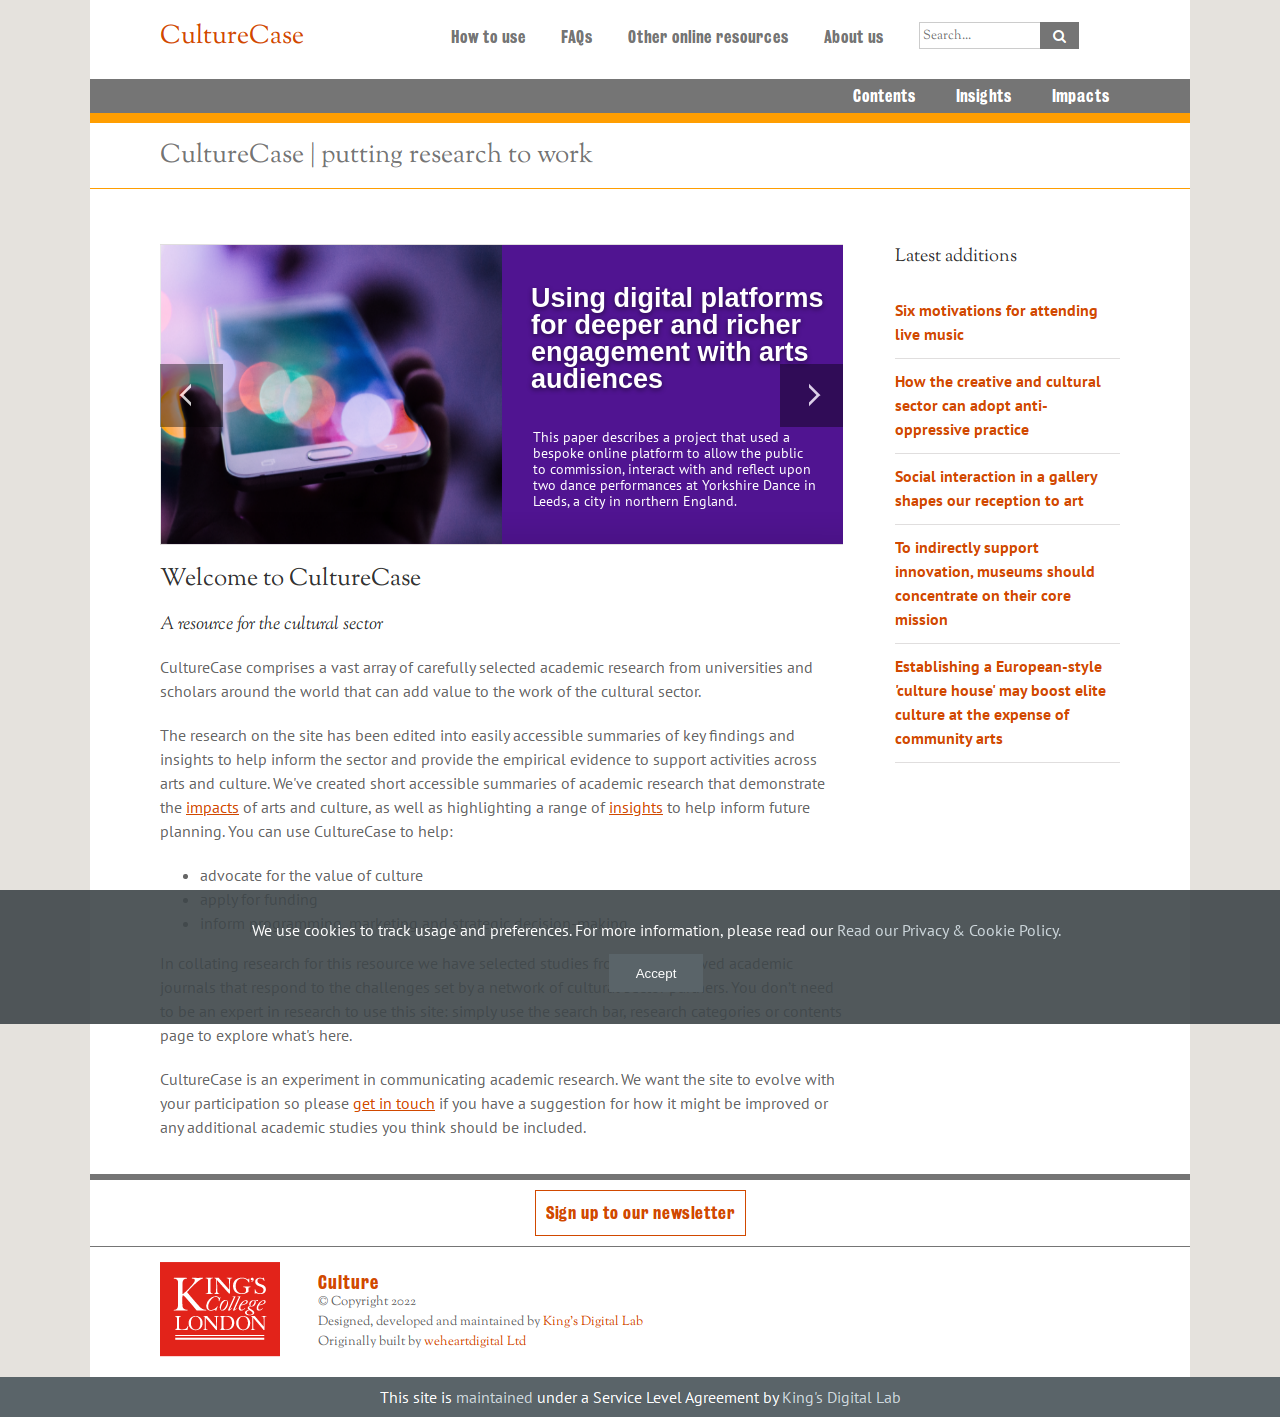 CultureCase
How to use
FAQs
Other online resources
About us
Search...
Contents
Insights
Impacts
CultureCase | putting research to work
Using digital platforms
for deeper and richer
engagement with arts
audiences
This paper describes a project that used a
bespoke online platform to allow the public
to commission, interact with and reflect upon
two dance performances at Yorkshire Dance in
Leeds, a city in northern England.
Welcome to CultureCase
A resource for the cultural sector
CultureCase comprises a vast array of carefully selected academic research from universities and
scholars around the world that can add value to the work of the cultural sector.
The research on the site has been edited into easily accessible summaries of key findings and
insights to help inform the sector and provide the empirical evidence to support activities across
arts and culture. We've created short accessible summaries of academic research that demonstrate
the impacts of arts and culture, as well as highlighting a range of insights to help inform future
planning. You can use CultureCase to help:
advocate for the value of culture
apply for funding
inform programming, marketing and strategic decision-making
In collating research for this resource we have selected studies from academic
journals that respond to the challenges set by a network of cultural You don't need
to be an expert in research to use this site: simply use the search bar, research categories or contents
page to explore what's here.
CultureCase is an experiment in communicating academic research. We want the site to evolve with
your participation so please get in touch if you have a suggestion for how it might be improved or
any additional academic studies you think should be included.
Latest additions
Six motivations for attending
live music
How the creative and cultural
sector can adopt anti-
oppressive practice
Social interaction in a gallery
shapes our reception to art
To indirectly support
innovation, museums should
concentrate on their core
mission
Establishing a European-style
'culture house' may boost elite
culture at the expense of
community arts
We use cookies to track usage and preferences. For more information, please read our Read our Privacy & Cookie Policy.
Accept
Sign up to our newsletter
KING'S
College
LONDON
Culture
© Copyright 2022
Designed, developed and maintained by King's Digital Lab
Originally built by weheartdigital Ltd
This site is maintained under a Service Level Agreement by King's Digital Lab